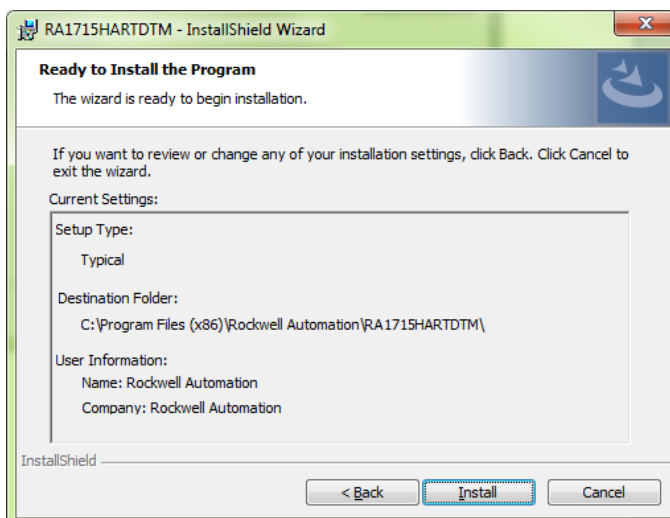 RA1715HARTDTM - InstallShield Wizard
Ready to Install the Program
The wizard is ready to begin installation.
If you want to review or change any of your installation settings, click Back. Click Cancel to
exit the wizard.
Current Settings:
Setup Type:
Typical
Destination Folder:
C:\Program Files (x86)\Rockwell Automation\RA1715HARTDTM\
User Information:
Name: Rockwell Automation
Company: Rockwell Automation
InstallShield
< Back
Install
Cancel